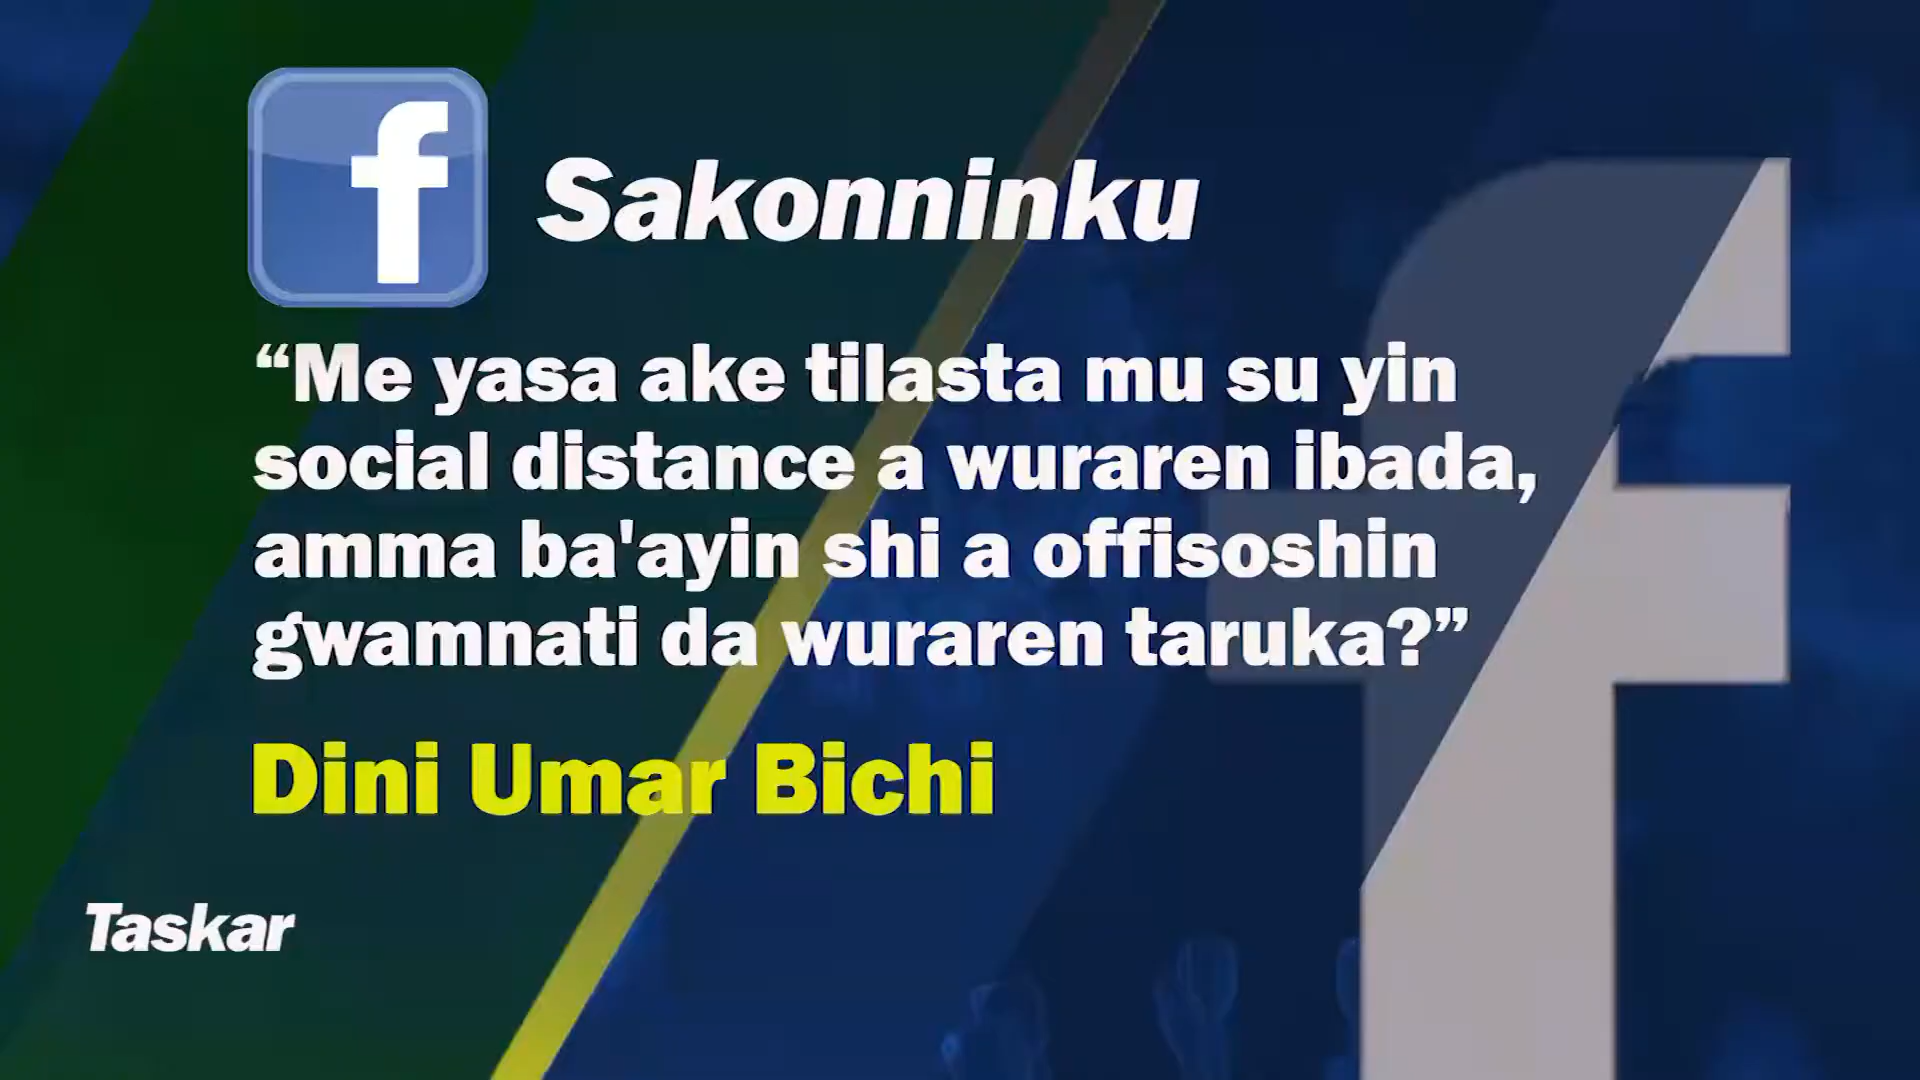 Sakonninku
“Me yasa ake tilasta mu su yin
social distance a wuraren ibada,
amma ba'ayin shi a offisoshin
gwamnati da wuraren taruka?”
Dini Umar Bichi
Taskar